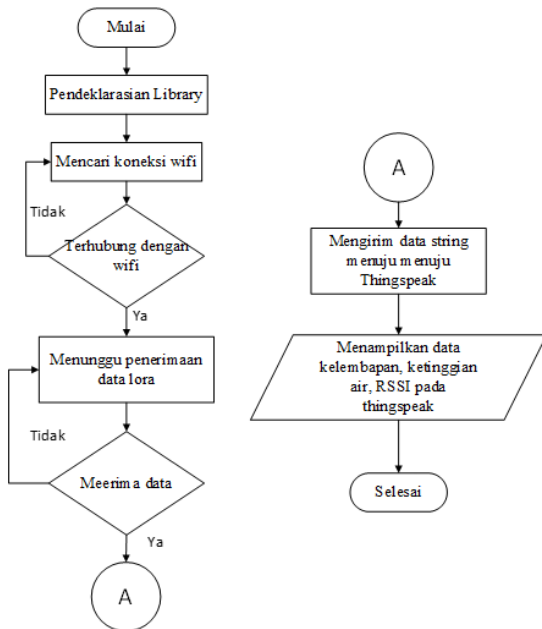 Mulai
Pendeklarasian Library
Mencari koneksi wifi
Tidak
Terhubung dengan
wifi
Ya
Menunggu penerimaan
data lora
Tidak
Meerima data
Ya
A
A
Mengirim data string
menuju menuju
Thingspeak
Menampilkan data
kelembapan, ketinggian
air, RSSI pada
thingspeak
Selesai